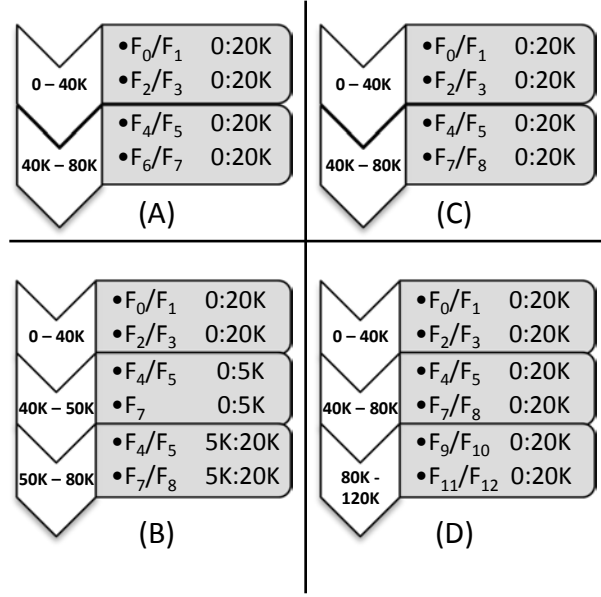 0 – 40K
•F₀/F₁ 0:20K
•F₂/F₃ 0:20K
40K – 80K
•F₄/F₅ 0:20K
•F₆/F₇ 0:20K
(A)
0 – 40K
•F₀/F₁ 0:20K
•F₂/F₃ 0:20K
40K – 80K
•F₄/F₅ 0:20K
•F₇/F₈ 0:20K
(C)
0 – 40K
•F₀/F₁ 0:20K
•F₂/F₃ 0:20K
40K – 50K
•F₄/F₅ 0:5K
•F₇ 0:5K
50K – 80K
•F₄/F₅ 5K:20K
•F₇/F₈ 5K:20K
(B)
0 – 40K
•F₀/F₁ 0:20K
•F₂/F₃ 0:20K
40K – 80K
•F₄/F₅ 0:20K
•F₇/F₈ 0:20K
80K -
120K
•F₉/F₁₀ 0:20K
•F₁₁/F₁₂ 0:20K
(D)